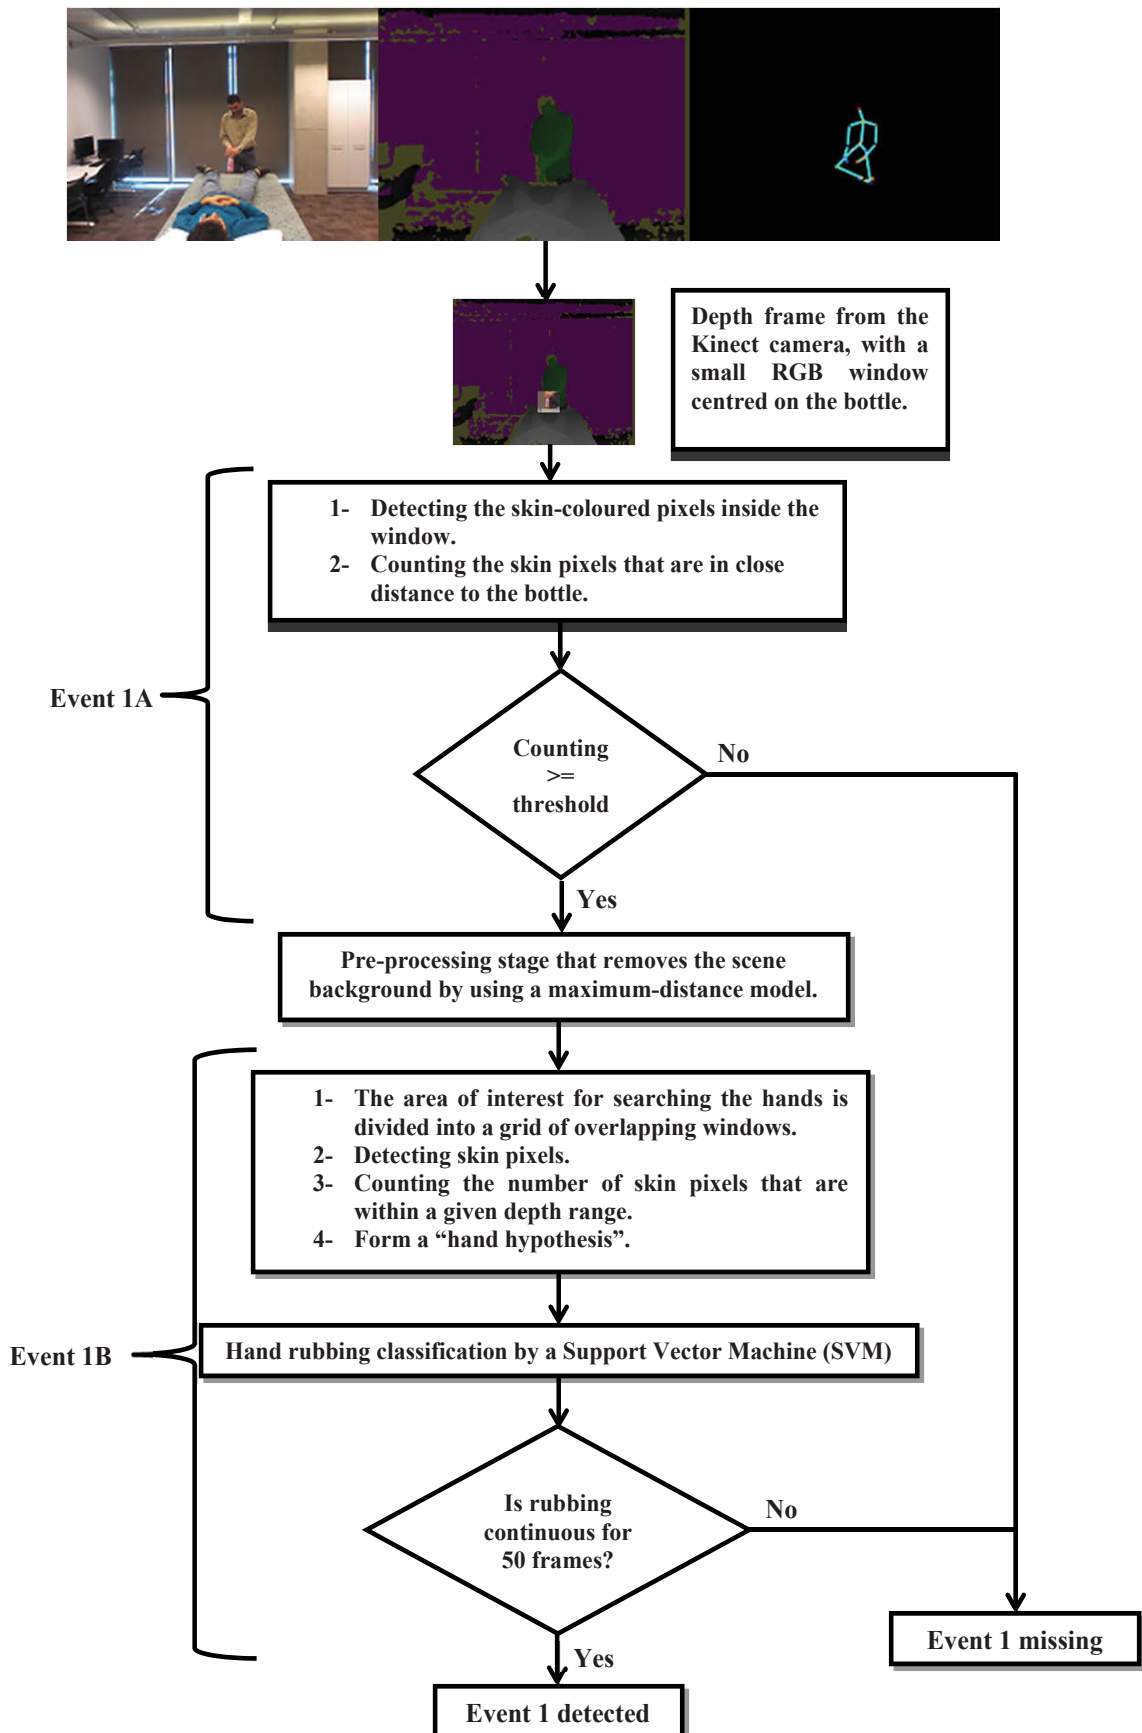 Depth frame from the
Kinect camera, with a
small RGB window
centred on the bottle.
1- Detecting the skin-coloured pixels inside the
window.
2- Counting the skin pixels that are in close
distance to the bottle.
Event 1A
Counting
>=
threshold
No
Yes
Pre-processing stage that removes the scene
background by using a maximum-distance model.
1- The area of interest for searching the hands is
divided into a grid of overlapping windows.
2- Detecting skin pixels.
3- Counting the number of skin pixels that are
within a given depth range.
4- Form a “hand hypothesis”.
Event 1B
Hand rubbing classification by a Support Vector Machine (SVM)
Is rubbing
continuous for
50 frames?
No
Yes
Event 1 missing
Event 1 detected